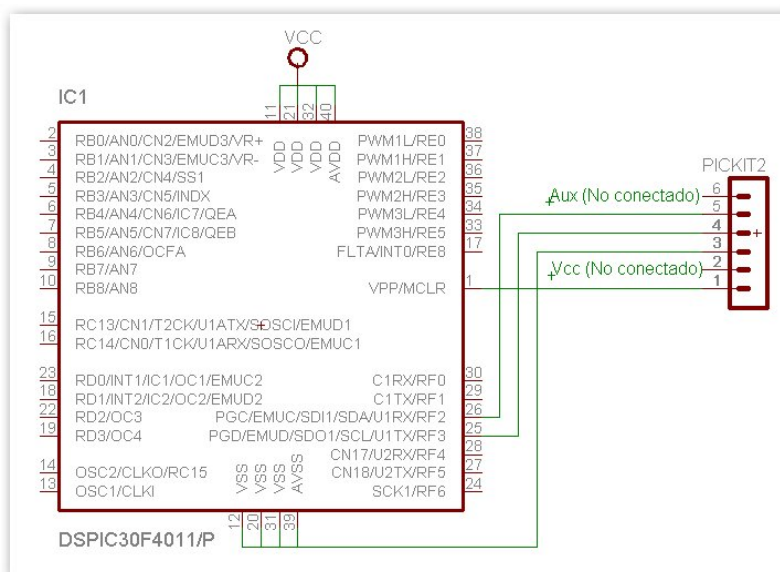 VCC
IC1
11
21
32
40
2
RB0/AN0/CN2/EMUD3/VR+
VDD
VDD
VDD
AVDD
PWM1L/RE0
38
3
RB1/AN1/CN3/EMUC3/VR-
PWM1H/RE1
37
4
RB2/AN2/CN4/SS1
PWM2L/RE2
36
5
RB3/AN3/CN5/INDX
PWM2H/RE3
35
6
RB4/AN4/CN6/IC7/QEA
PWM3L/RE4
34
7
RB5/AN5/CN7/IC8/QEB
PWM3H/RE5
33
8
RB6/AN6/OCFA
FLTA/INT0/RE8
17
9
RB7/AN7
10
RB8/AN8
VPP/MCLR
1
15
RC13/CN1/T2CK/U1ATX/SOSCI/EMUD1
16
RC14/CN0/T1CK/U1ARX/SOSCO/EMUC1
23
RD0/INT1/IC1/OC1/EMUC2
C1RX/RF0
30
18
RD1/INT2/IC2/OC2/EMUD2
C1TX/RF1
29
22
RD2/OC3
PGC/EMUC/SDI1/SDA/U1RX/RF2
26
19
RD3/OC4
PGD/EMUD/SDO1/SCL/U1TX/RF3
25
CN17/U2RX/RF4
28
14
OSC2/CLKO/RC15
CN18/U2TX/RF5
27
13
OSC1/CLKI
VSS
VSS
VSS
AVSS
SCK1/RF6
24
12
20
31
39
DSPIC30F4011/P
PICKIT2
Aux (No conectado)
6
5
4
3
Vcc (No conectado)
2
1